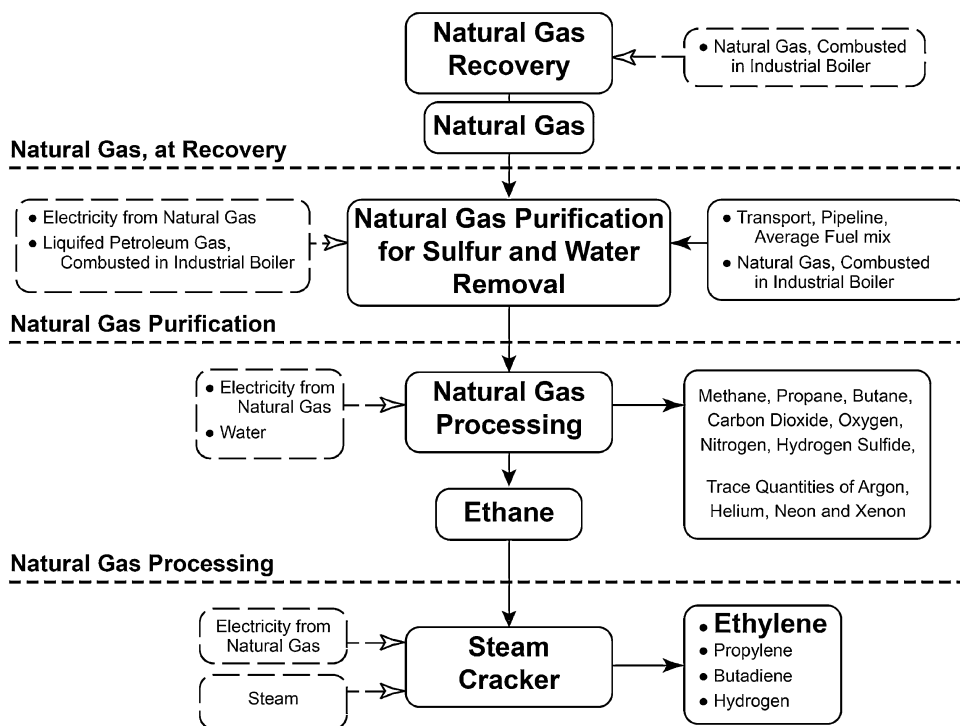 Natural Gas
Recovery
● Natural Gas, Combusted
in Industrial Boiler
Natural Gas
Natural Gas, at Recovery
● Electricity from Natural Gas
● Liquifed Petroleum Gas,
Combusted in Industrial Boiler
Natural Gas Purification
for Sulfur and Water
Removal
● Transport, Pipeline,
Average Fuel mix
● Natural Gas, Combusted
in Industrial Boiler
Natural Gas Purification
● Electricity from
Natural Gas
● Water
Natural Gas
Processing
Methane, Propane, Butane,
Carbon Dioxide, Oxygen,
Nitrogen, Hydrogen Sulfide,
Trace Quantities of Argon,
Helium, Neon and Xenon
Ethane
Natural Gas Processing
Electricity from
Natural Gas
Steam
Steam
Cracker
● Ethylene
● Propylene
● Butadiene
● Hydrogen